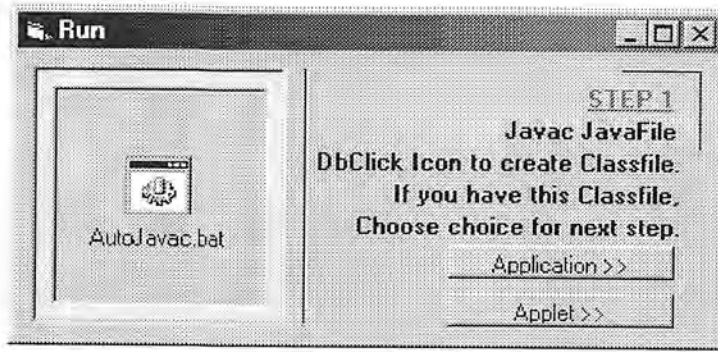 Run
AutoJavac.bat
STEP 1
Javac JavaFile
DbClick Icon to create Classfile.
If you have this Classfile,
Choose choice for next step.
Application >>
Applet >>